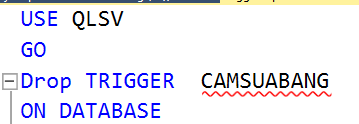 USE QLSV
GO
Drop TRIGGER CAMSUABANG
ON DATABASE